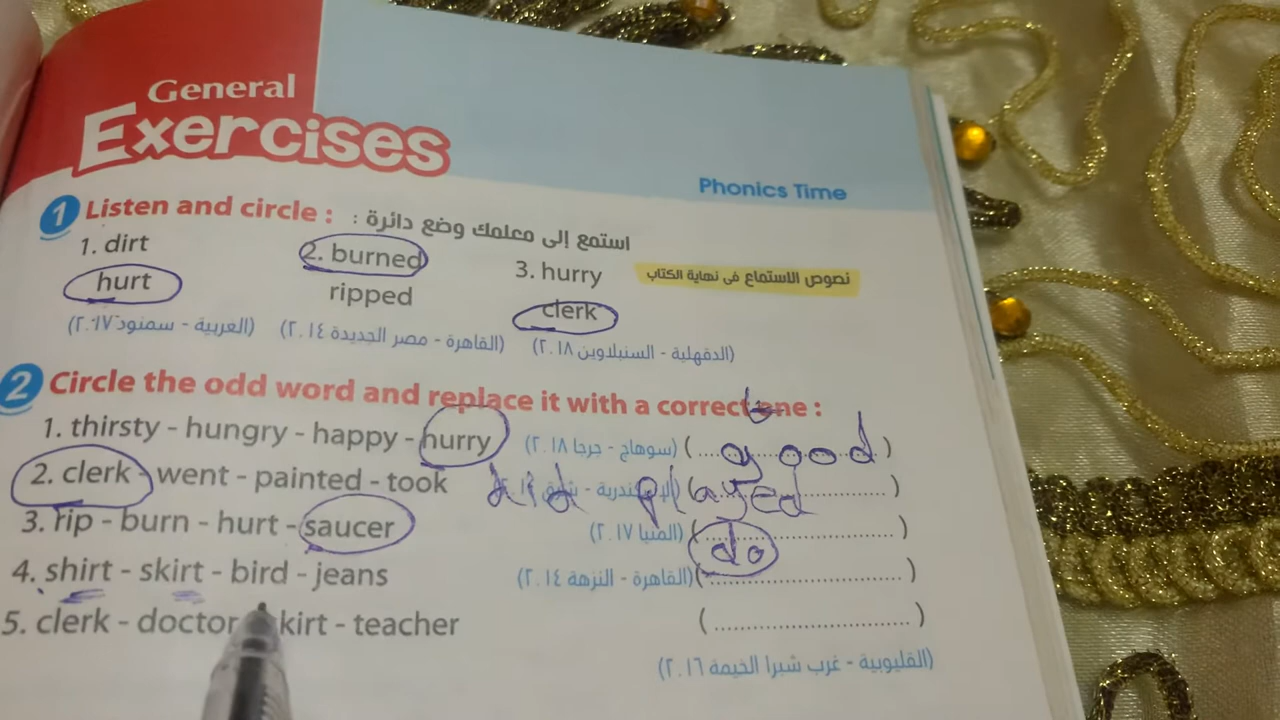 General
Exercises
Phonics Time
1 Listen and circle : استمع إلى معلمك وضع دائرة :
1. dirt 2. burned 3. hurry نصوص الاستماع فى نهاية الكتاب
hurt ripped clerk
(الغربية - سمنود ٢٠١٧) (القاهرة - مصر الجديدة ٢٠١٤) (الدقهلية - السنبلاوين ٢٠١٨)
2 Circle the odd word and replace it with a correct one :
1. thirsty - hungry - happy - hurry (سوهاج - جرجا ٢٠١٨) (... good ...)
2. clerk - went - painted - took did played (...............)
3. rip - burn - hurt - saucer (المنيا ٢٠١٧) (... do ...)
4. shirt - skirt - bird - jeans (القاهرة - النزهة ٢٠١٤) (...............)
5. clerk - doctor kirt - teacher (...............)
(القليوبية - غرب شبرا الخيمة ٢٠١٦)